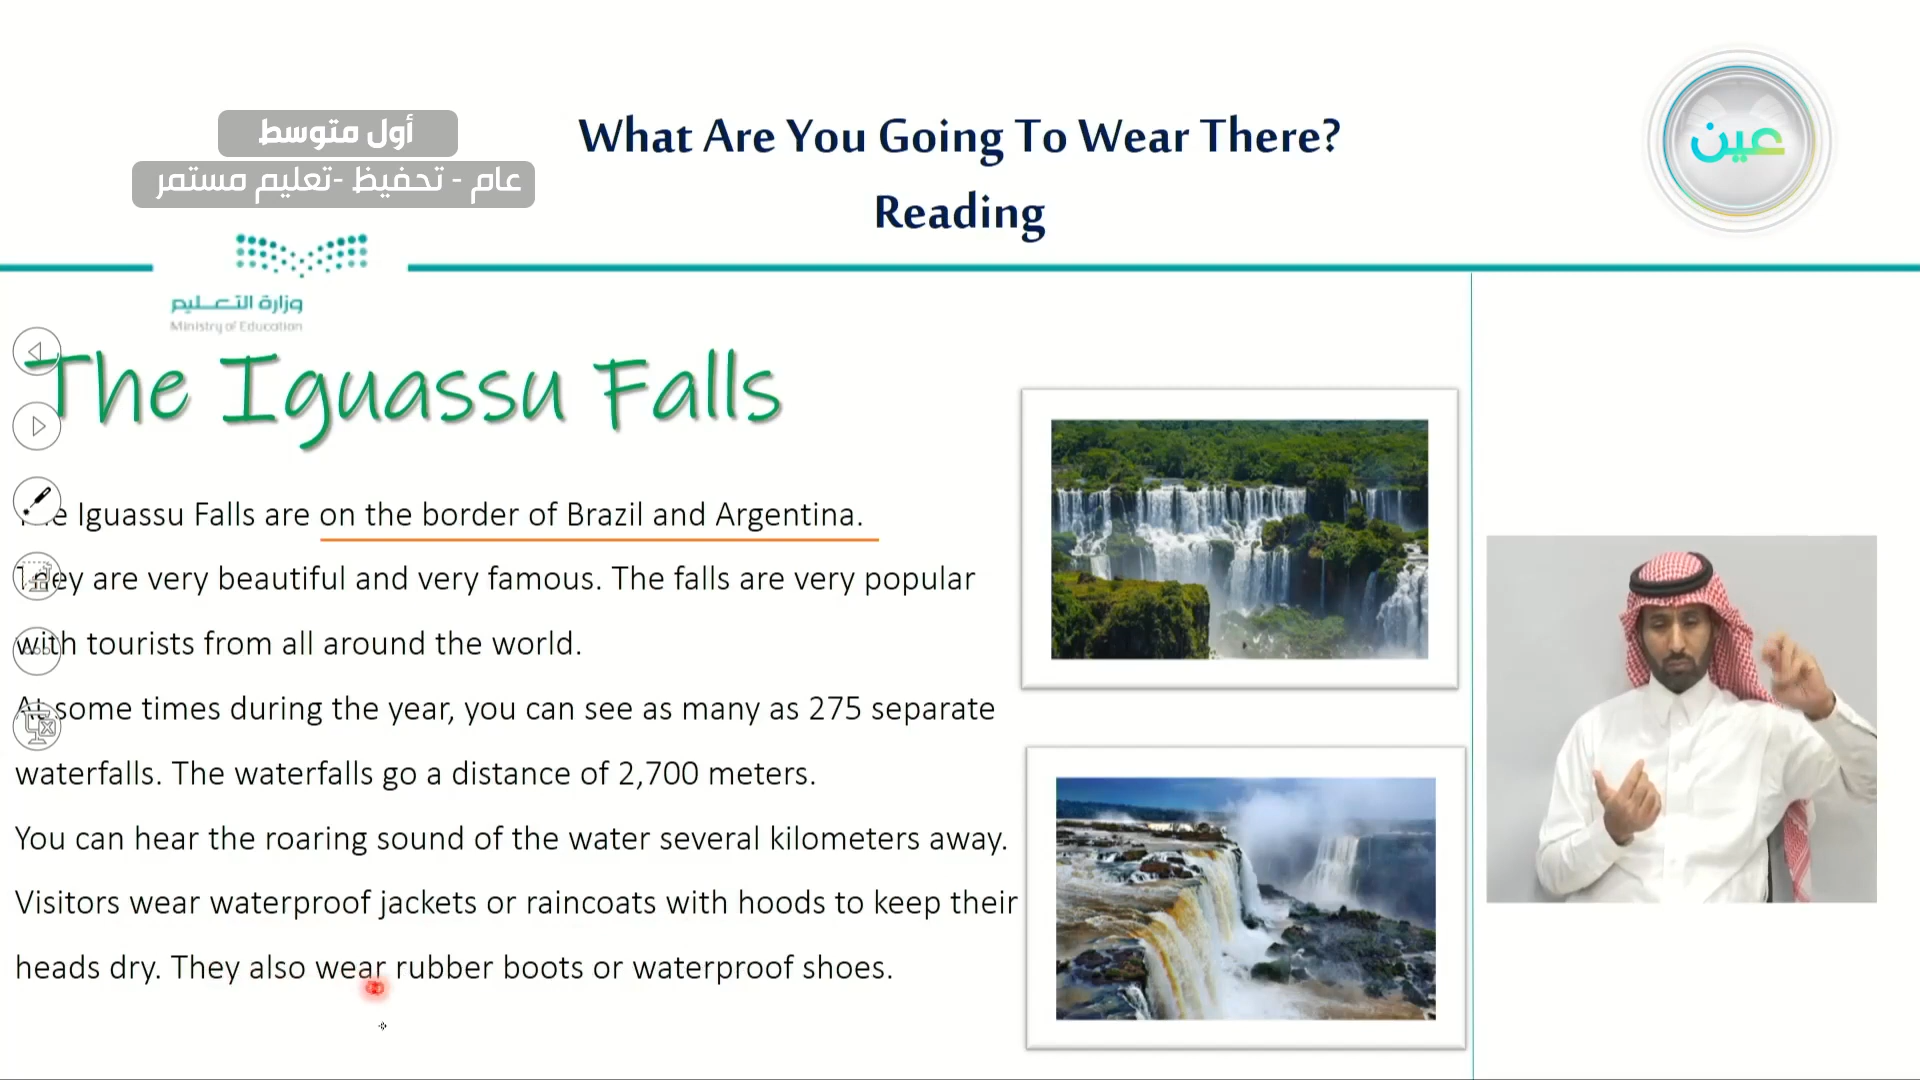 أول متوسط
عام - تحفيظ -تعليم مستمر
What Are You Going To Wear There?
Reading
عين
وزارة التعليم
Ministry of Education
The Iguassu Falls
Iguassu Falls are on the border of Brazil and Argentina.
They are very beautiful and very famous. The falls are very popular
with tourists from all around the world.
At some times during the year, you can see as many as 275 separate
waterfalls. The waterfalls go a distance of 2,700 meters.
You can hear the roaring sound of the water several kilometers away.
Visitors wear waterproof jackets or raincoats with hoods to keep their
heads dry. They also wear rubber boots or waterproof shoes.